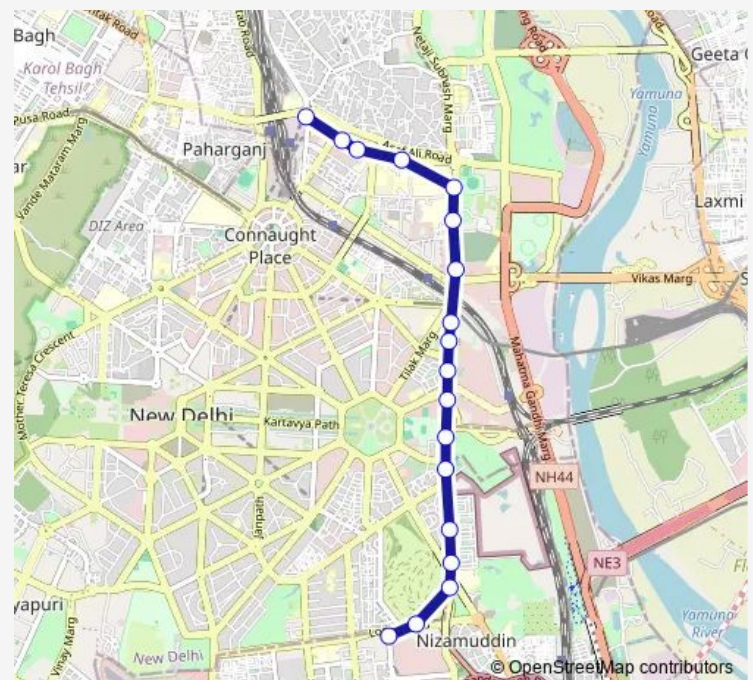 Bagh
Karol Bagh
Tehsil
Pusa Road
Vande Mataram Marg
Paharganj
Asaf Ali Road
Netaji Subhash Marg
Geeta
Yamuna
Yamuna
Laxmi
DIZ Area
Connaught
Place
Vikas Marg
Mother Teresa Crescent
Tilak Marg
Mahatma Gandhi Marg
New Delhi
Kartavya Path
Janpath
NH44
NE3
yapuri
Vinay Marg
New Delhi
Nizamuddin
Yamuna
River
© OpenStreetMap contributors